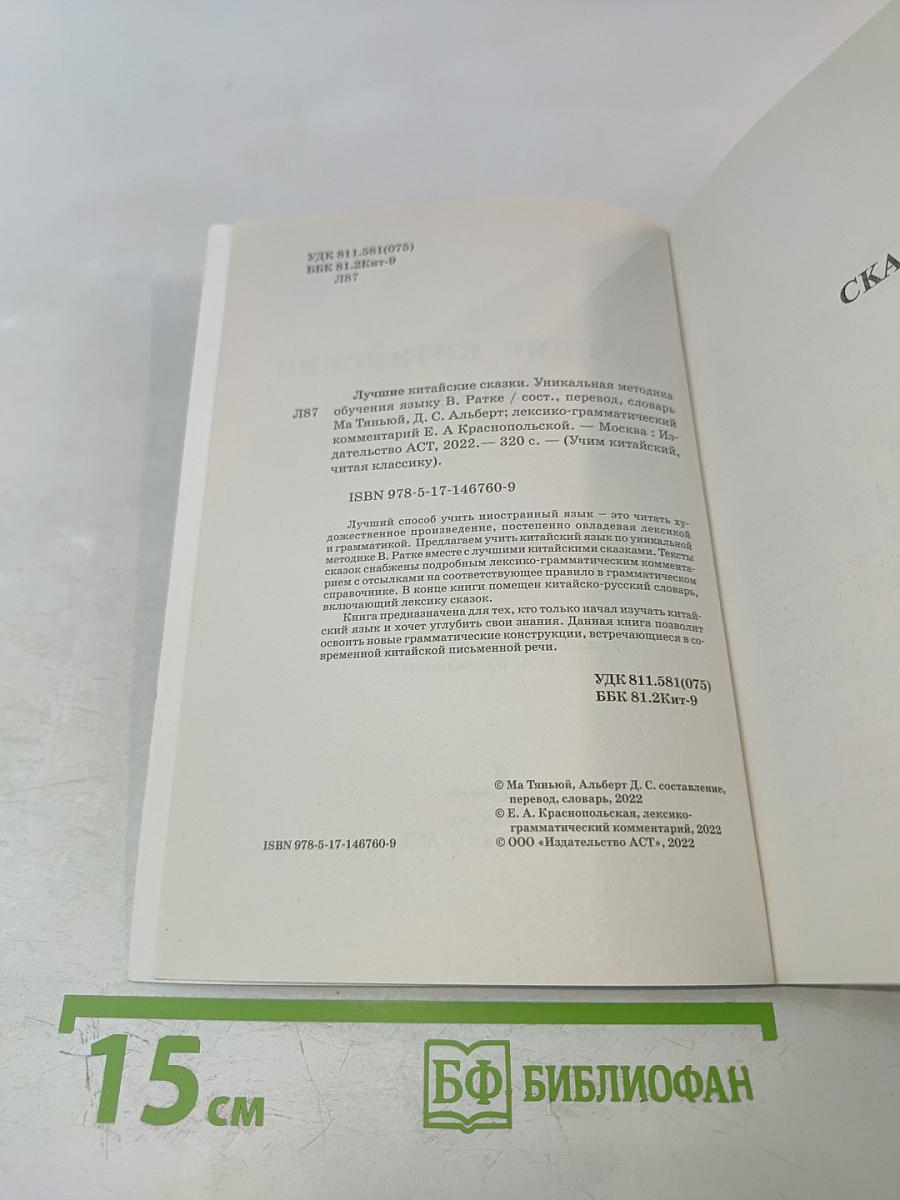 УДК 811.581(075)
ББК 81.2Кит-9
Л87
Лучшие китайские сказки. Уникальная методика
Л87 обучения языку В. Ратке / сост., перевод, словарь
Ма Тяньюй, Д. С. Альберт; лексико-грамматический
комментарий Е. А Краснопольской. — Москва : Из-
дательство АСТ, 2022.— 320 с. — (Учим китайский,
читая классику).
ISBN 978-5-17-146760-9
Лучший способ учить иностранный язык – это читать ху-
дожественное произведение, постепенно овладевая лексикой
и грамматикой. Предлагаем учить китайский язык по уникальной
методике В. Ратке вместе с лучшими китайскими сказками. Тексты
сказок снабжены подробным лексико-грамматическим коммента-
рием с отсылками на соответствующее правило в грамматическом
справочнике. В конце книги помещен китайско-русский словарь,
включающий лексику сказок.
Книга предназначена для тех, кто только начал изучать китай-
ский язык и хочет углубить свои знания. Данная книга позволит
освоить новые грамматические конструкции, встречающиеся в со-
временной китайской письменной речи.
УДК 811.581(075)
ББК 81.2Кит-9
© Ма Тяньюй, Альберт Д. С. составление,
перевод, словарь, 2022
© Е. А. Краснопольская, лексико-
грамматический комментарий, 2022
ISBN 978-5-17-146760-9 © ООО «Издательство АСТ», 2022
СКА
15 см
БФ БИБЛИОФАН